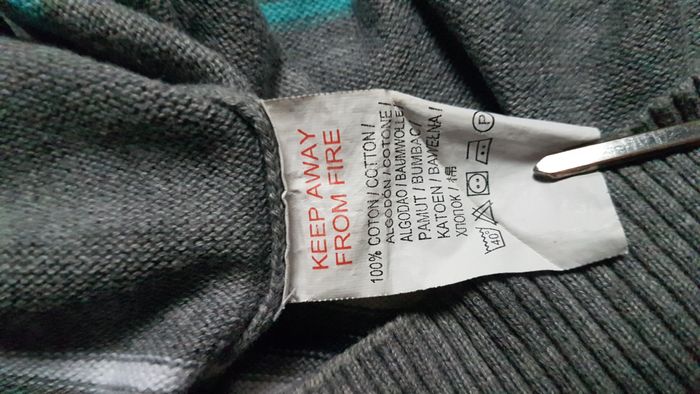 KEEP AWAY
FROM FIRE
100% COTON / COTTON /
ALGODÓN / COTONE /
ALGODAO / BAUMWOLLE
PAMUT / BUMBAC /
KATOEN / BAWEŁNA /
ХЛОПОК / 棉
40 P